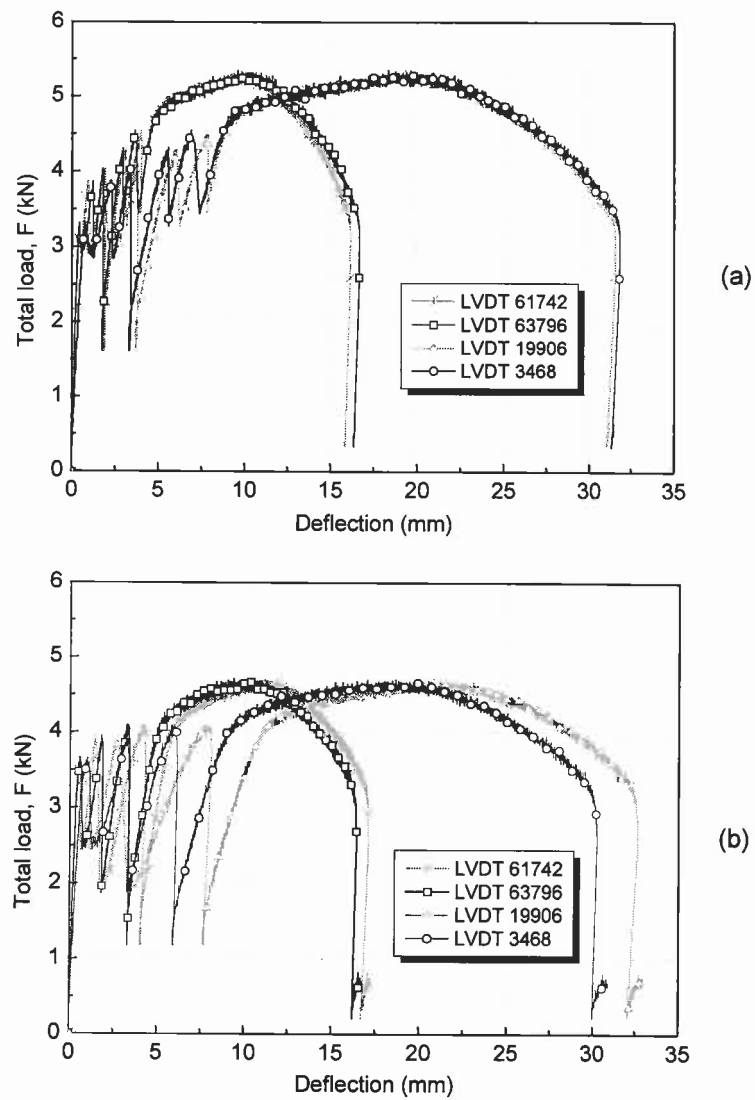 6
5
4
3
2
1
0
Total load, F (kN)
LVDT 61742
LVDT 63796
LVDT 19906
LVDT 3468
0 5 10 15 20 25 30 35
Deflection (mm)
(a)
6
5
4
3
2
1
0
Total load, F (kN)
LVDT 61742
LVDT 63796
LVDT 19906
LVDT 3468
0 5 10 15 20 25 30 35
Deflection (mm)
(b)